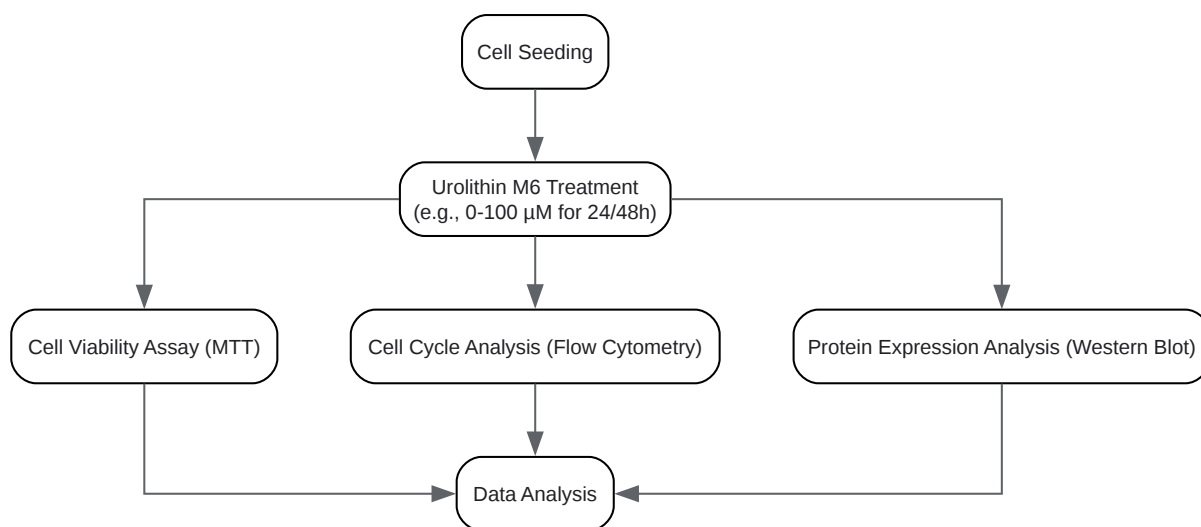 Cell Seeding
Urolithin M6 Treatment
(e.g., 0-100 µM for 24/48h)
Cell Viability Assay (MTT)
Cell Cycle Analysis (Flow Cytometry)
Protein Expression Analysis (Western Blot)
Data Analysis